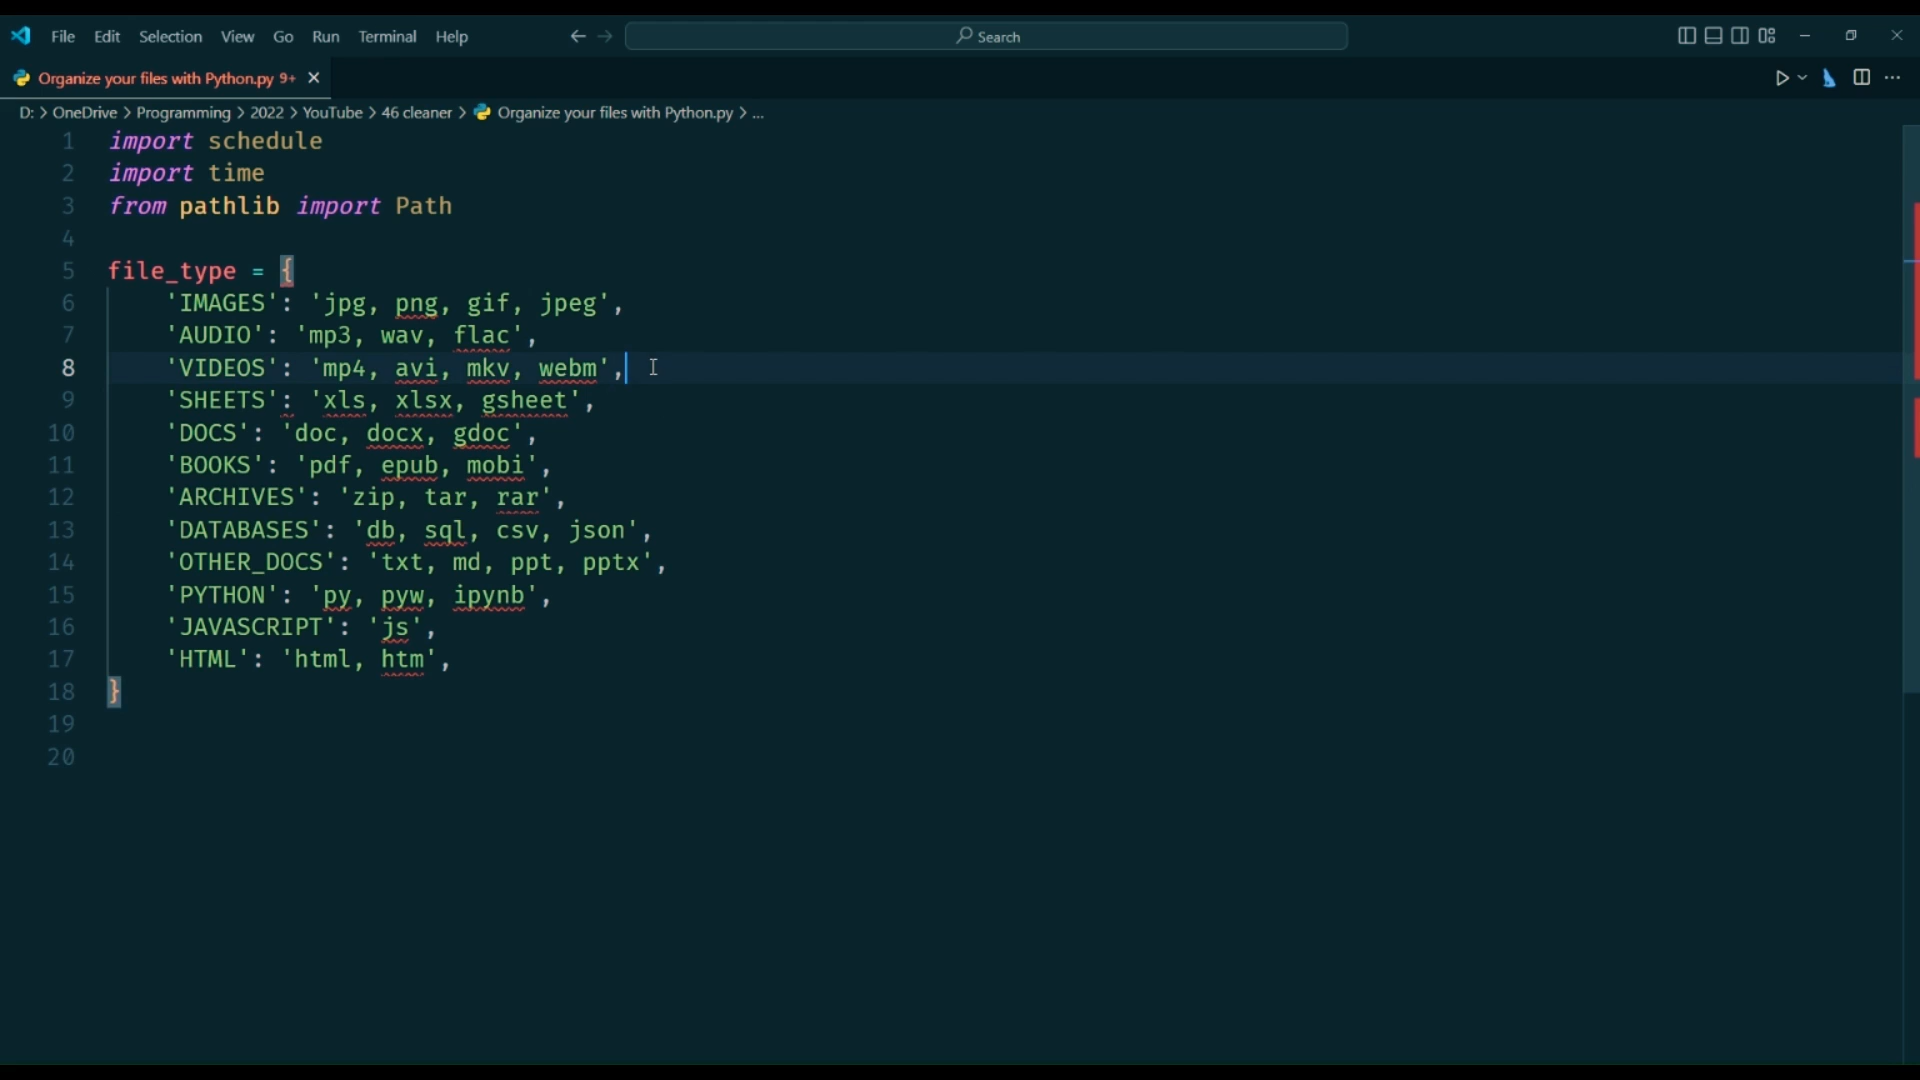 File Edit Selection View Go Run Terminal Help Search
Organize your files with Python.py 9+
D: > OneDrive > Programming > 2022 > YouTube > 46 cleaner > Organize your files with Python.py > ...
1 import schedule
2 import time
3 from pathlib import Path
4
5 file_type = {
6 'IMAGES': 'jpg, png, gif, jpeg',
7 'AUDIO': 'mp3, wav, flac',
8 'VIDEOS': 'mp4, avi, mkv, webm',
9 'SHEETS': 'xls, xlsx, gsheet',
10 'DOCS': 'doc, docx, gdoc',
11 'BOOKS': 'pdf, epub, mobi',
12 'ARCHIVES': 'zip, tar, rar',
13 'DATABASES': 'db, sql, csv, json',
14 'OTHER_DOCS': 'txt, md, ppt, pptx',
15 'PYTHON': 'py, pyw, ipynb',
16 'JAVASCRIPT': 'js',
17 'HTML': 'html, htm',
18 }
19
20